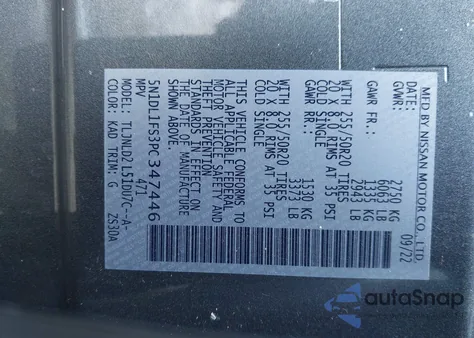 MFD BY NISSAN MOTOR CO., LTD.
DATE: 09/22
GVWR: 2750 KG
6063 LB
GAWR FR: 1335 KG
2943 LB
WITH 255/50R20 TIRES
20 X 8.0 RIMS AT 35 PSI
COLD SINGLE
GAWR RR: 1530 KG
3373 LB
WITH 255/50R20 TIRES
20 X 8.0 RIMS AT 35 PSI
COLD SINGLE
THIS VEHICLE CONFORMS TO
ALL APPLICABLE FEDERAL
MOTOR VEHICLE SAFETY AND
THEFT PREVENTION
STANDARDS IN EFFECT ON
THE DATE OF MANUFACTURE
SHOWN ABOVE.
5N1DL1FS3PC347446
MPV 471
MODEL: TLJNLDZL51DU7C--A-
COLOR: KAD TRIM: G ZS30A
autoSnap